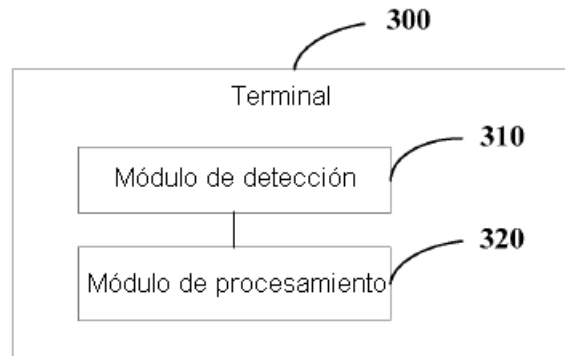 300
Terminal
310
Módulo de detección
320
Módulo de procesamiento